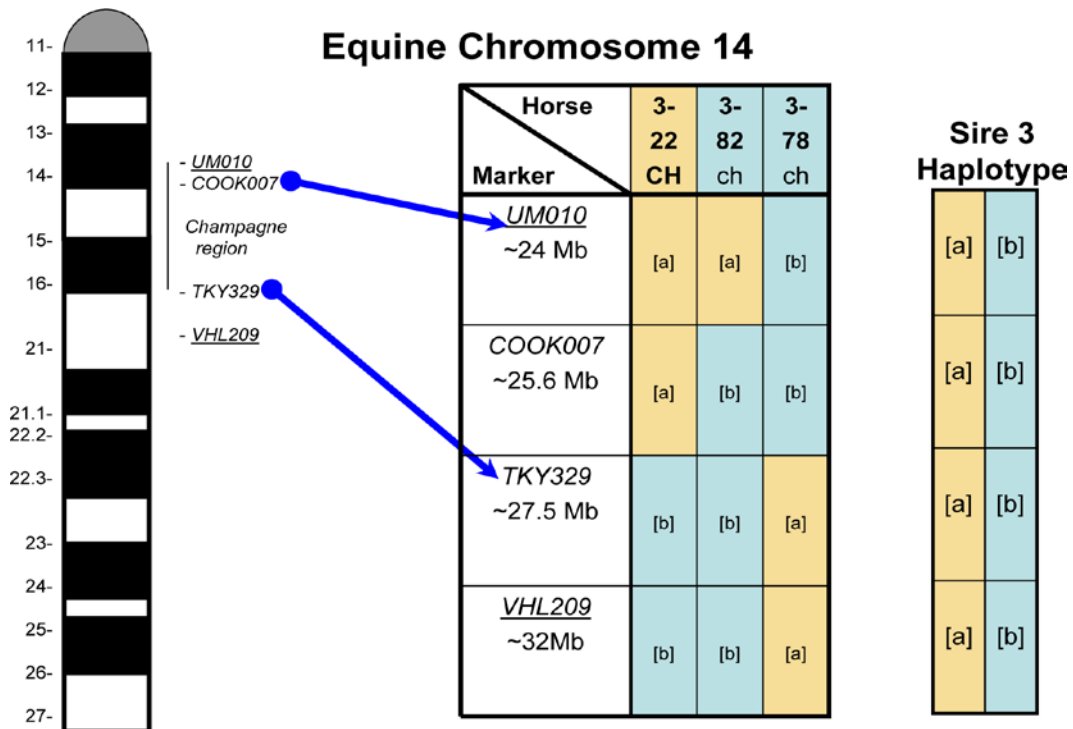 Equine Chromosome 14
11-
12-
13-
14-
15-
16-
21-
21.1-
22.2-
22.3-
23-
24-
25-
26-
27-
- UM010
- COOK007
Champagne
region
- TKY329
- VHL209
Horse
Marker
3-
22
CH
3-
82
ch
3-
78
ch
UM010
~24 Mb
[a] [a] [b]
COOK007
~25.6 Mb
[a] [b] [b]
TKY329
~27.5 Mb
[b] [b] [a]
VHL209
~32Mb
[b] [b] [a]
Sire 3
Haplotype
[a] [b]
[a] [b]
[a] [b]
[a] [b]